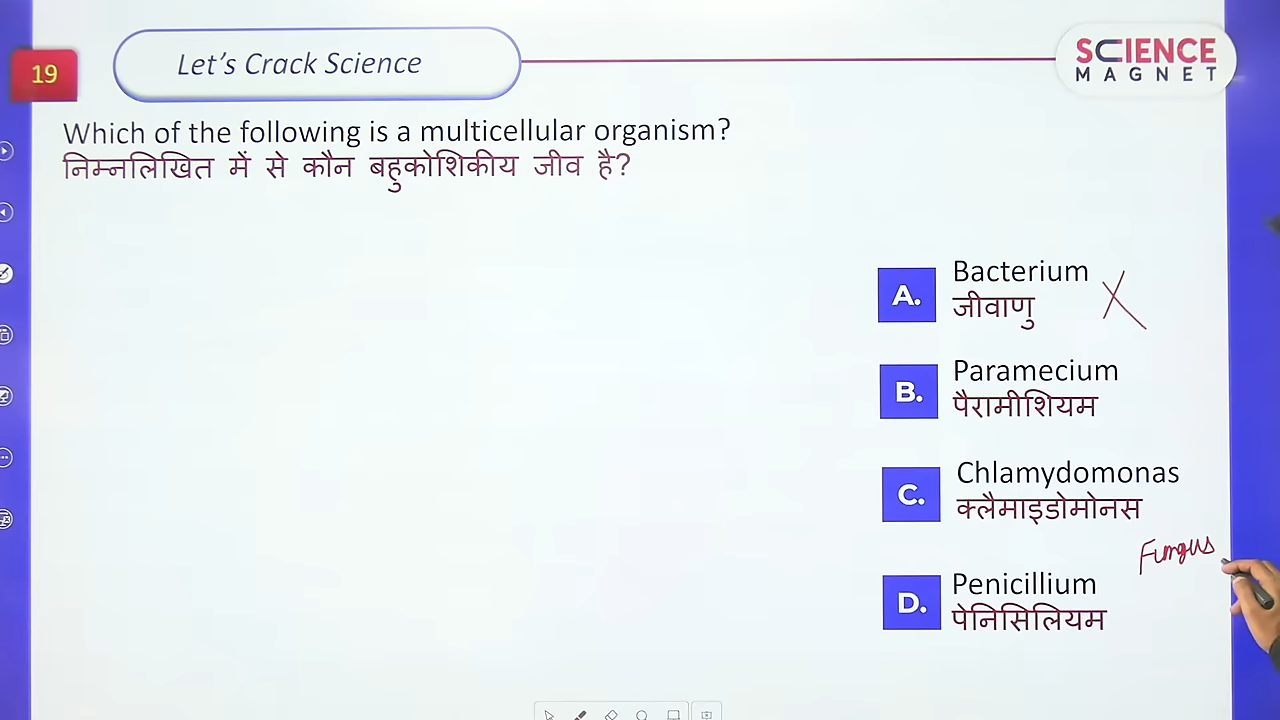 19
Let's Crack Science
SCIENCE
MAGNET
Which of the following is a multicellular organism?
निम्नलिखित में से कौन बहुकोशिकीय जीव है?
A.
Bacterium
जीवाणु
B.
Paramecium
पैरामीशियम
C.
Chlamydomonas
क्लैमाइडोमोनस
Fungus
D.
Penicillium
पेनिसिलियम